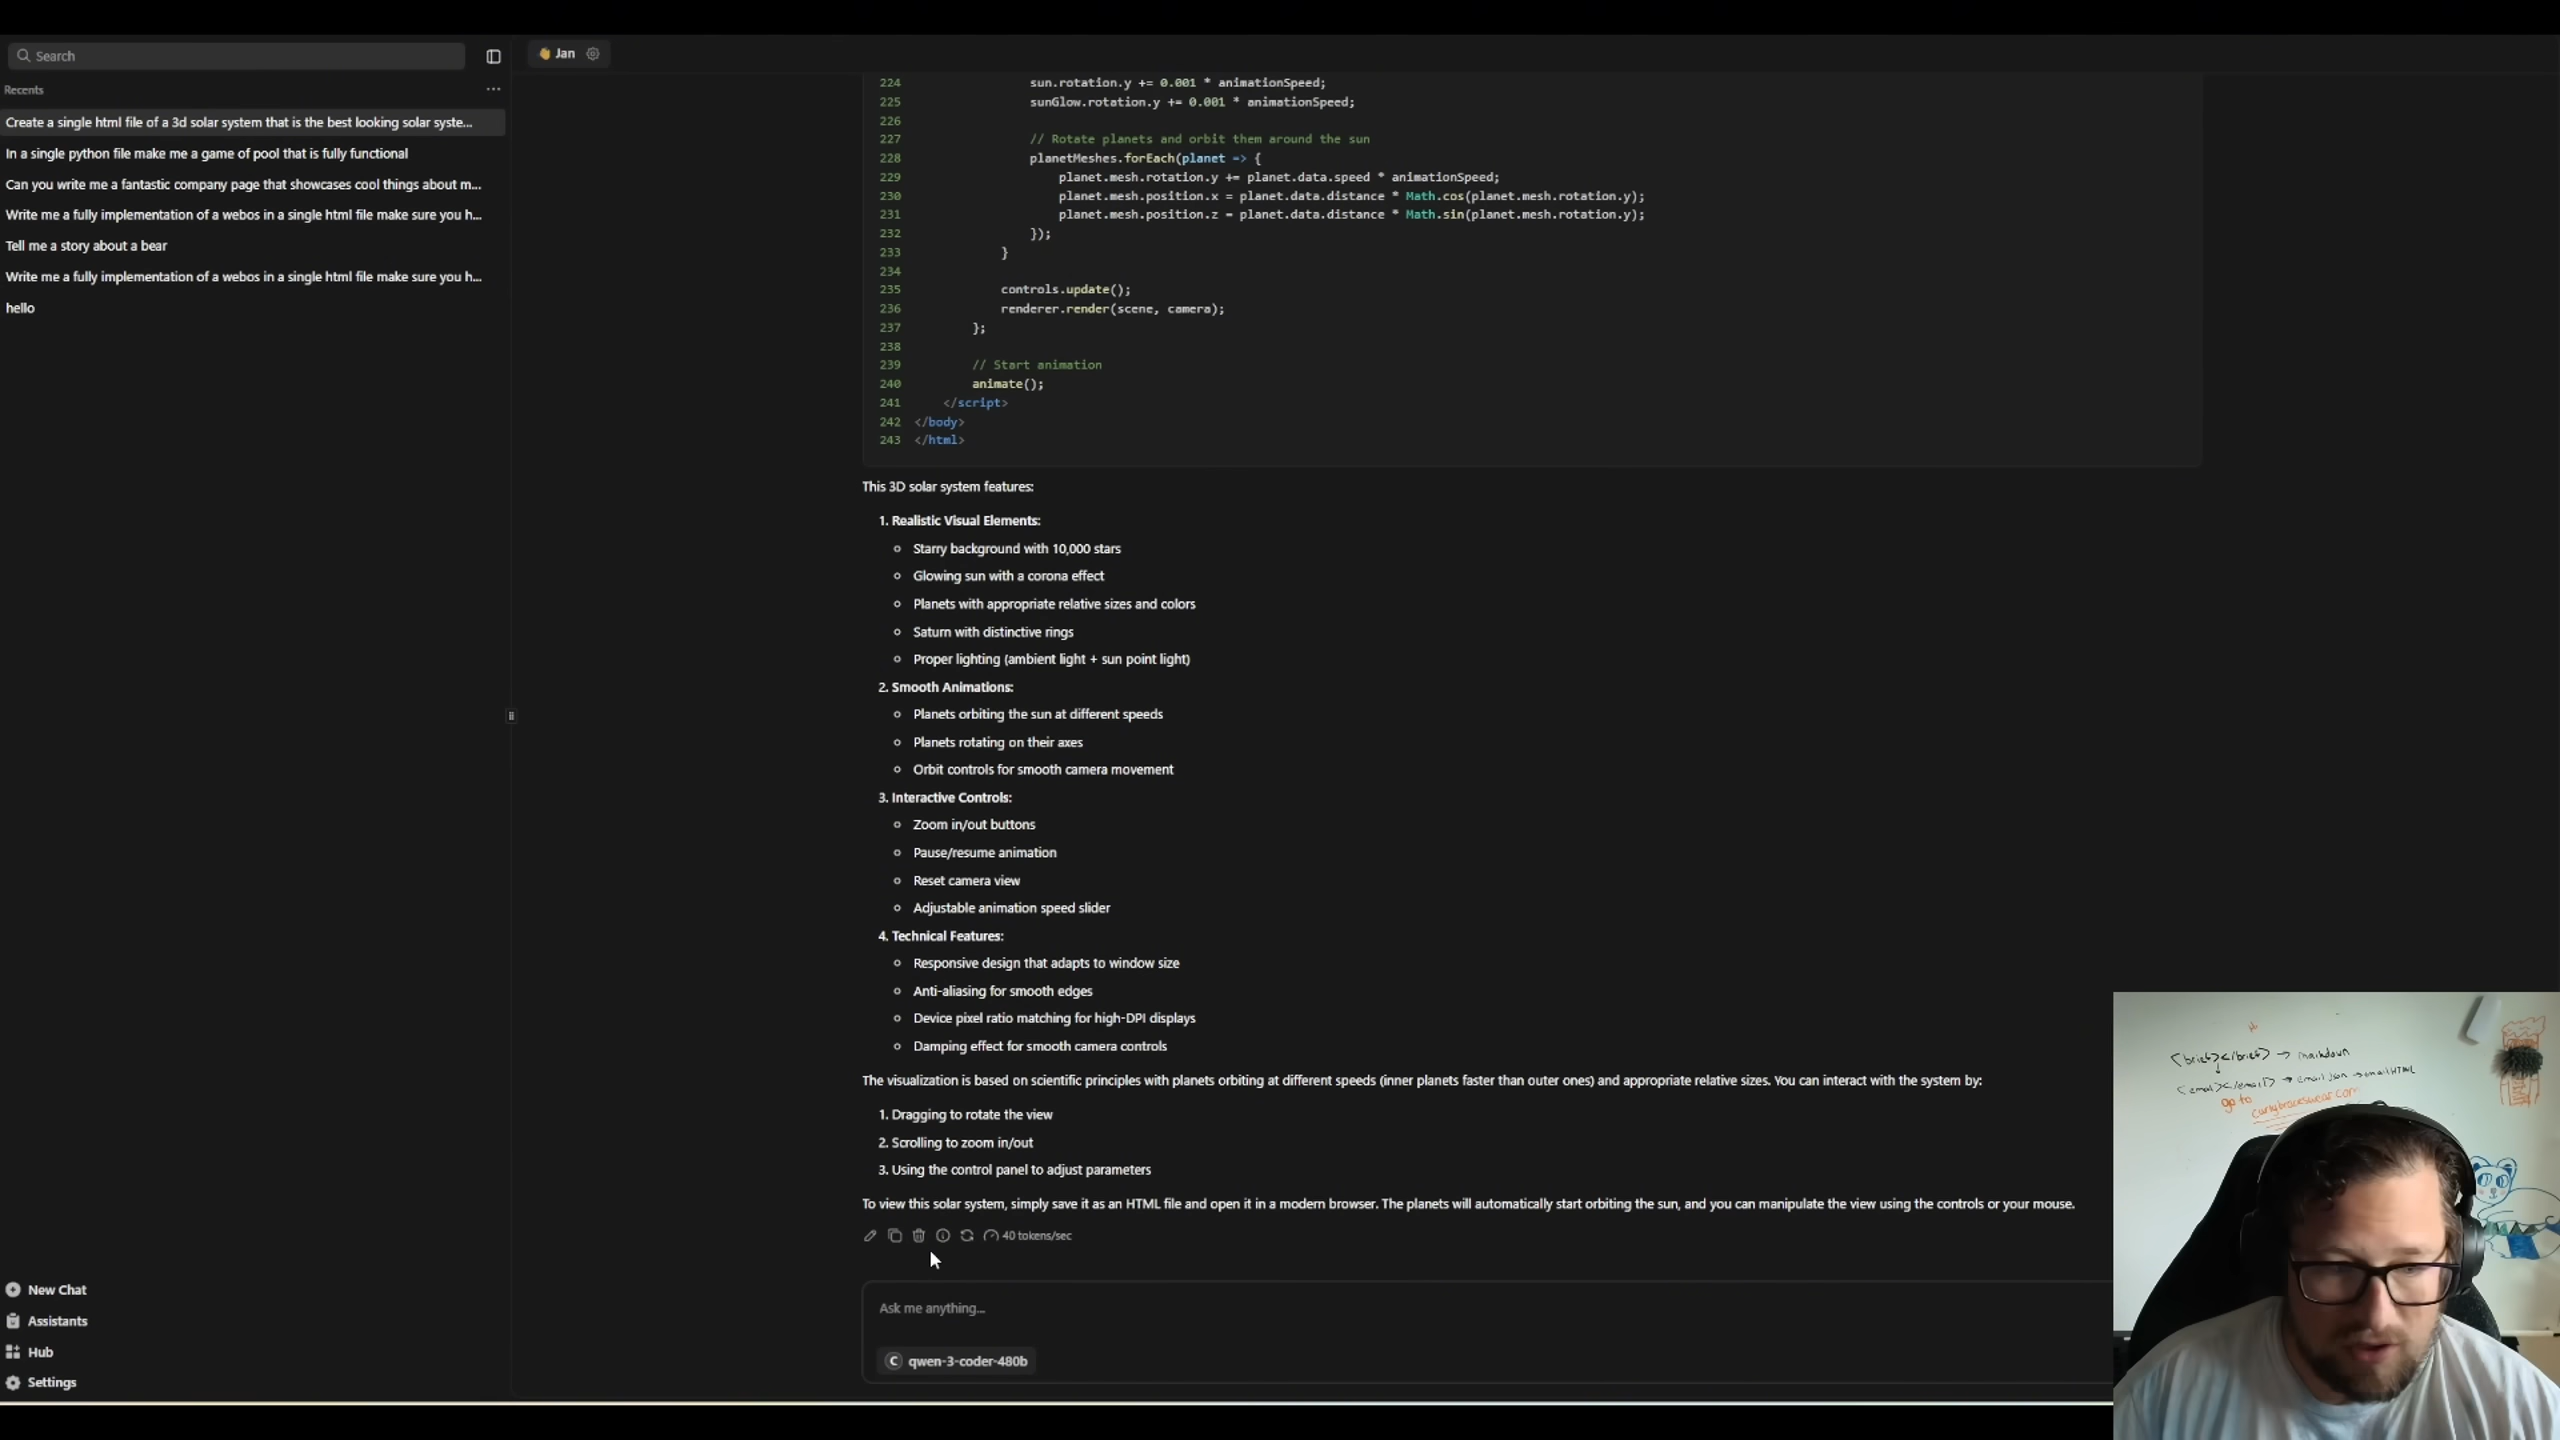 Search
Recents
Create a single html file of a 3d solar system that is the best looking solar syste...
In a single python file make me a game of pool that is fully functional
Can you write me a fantastic company page that showcases cool things about m...
Write me a fully implementation of a webos in a single html file make sure you h...
Tell me a story about a bear
Write me a fully implementation of a webos in a single html file make sure you h...
hello
New Chat
Assistants
Hub
Settings
Jan
224 sun.rotation.y += 0.001 * animationSpeed;
225 sunGlow.rotation.y += 0.001 * animationSpeed;
226
227 // Rotate planets and orbit them around the sun
228 planetMeshes.forEach(planet => {
229 planet.mesh.rotation.y += planet.data.speed * animationSpeed;
230 planet.mesh.position.x = planet.data.distance * Math.cos(planet.mesh.rotation.y);
231 planet.mesh.position.z = planet.data.distance * Math.sin(planet.mesh.rotation.y);
232 });
233 }
234
235 controls.update();
236 renderer.render(scene, camera);
237 };
238
239 // Start animation
240 animate();
241 </script>
242 </body>
243 </html>
This 3D solar system features:
1. Realistic Visual Elements:
Starry background with 10,000 stars
Glowing sun with a corona effect
Planets with appropriate relative sizes and colors
Saturn with distinctive rings
Proper lighting (ambient light + sun point light)
2. Smooth Animations:
Planets orbiting the sun at different speeds
Planets rotating on their axes
Orbit controls for smooth camera movement
3. Interactive Controls:
Zoom in/out buttons
Pause/resume animation
Reset camera view
Adjustable animation speed slider
4. Technical Features:
Responsive design that adapts to window size
Anti-aliasing for smooth edges
Device pixel ratio matching for high-DPI displays
Damping effect for smooth camera controls
The visualization is based on scientific principles with planets orbiting at different speeds (inner planets faster than outer ones) and appropriate relative sizes. You can interact with the system by:
1. Dragging to rotate the view
2. Scrolling to zoom in/out
3. Using the control panel to adjust parameters
To view this solar system, simply save it as an HTML file and open it in a modern browser. The planets will automatically start orbiting the sun, and you can manipulate the view using the controls or your mouse.
40 tokens/sec
Ask me anything...
C qwen-3-coder-480b
<brief></brief> → markdown
<email></email> → email json → email HTML
go to